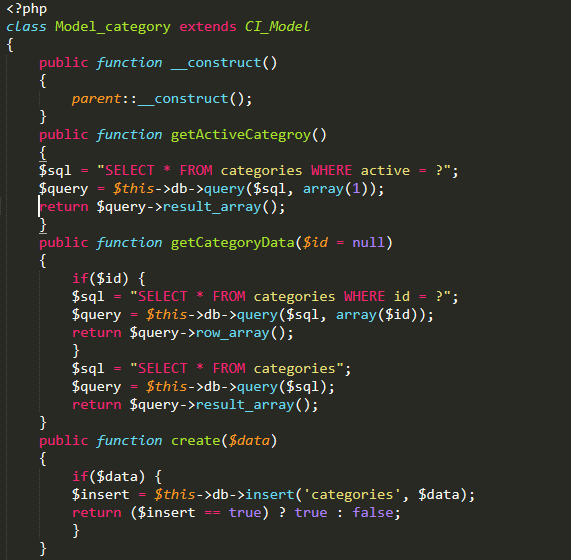 <?php
class Model_category extends CI_Model
{
    public function __construct()
    {
        parent::__construct();
    }
    public function getActiveCategroy()
    {
    $sql = "SELECT * FROM categories WHERE active = ?";
    $query = $this->db->query($sql, array(1));
    return $query->result_array();
    }
    public function getCategoryData($id = null)
    {
        if($id) {
        $sql = "SELECT * FROM categories WHERE id = ?";
        $query = $this->db->query($sql, array($id));
        return $query->row_array();
        }
        $sql = "SELECT * FROM categories";
        $query = $this->db->query($sql);
        return $query->result_array();
    }
    public function create($data)
    {
        if($data) {
        $insert = $this->db->insert('categories', $data);
        return ($insert == true) ? true : false;
        }
    }